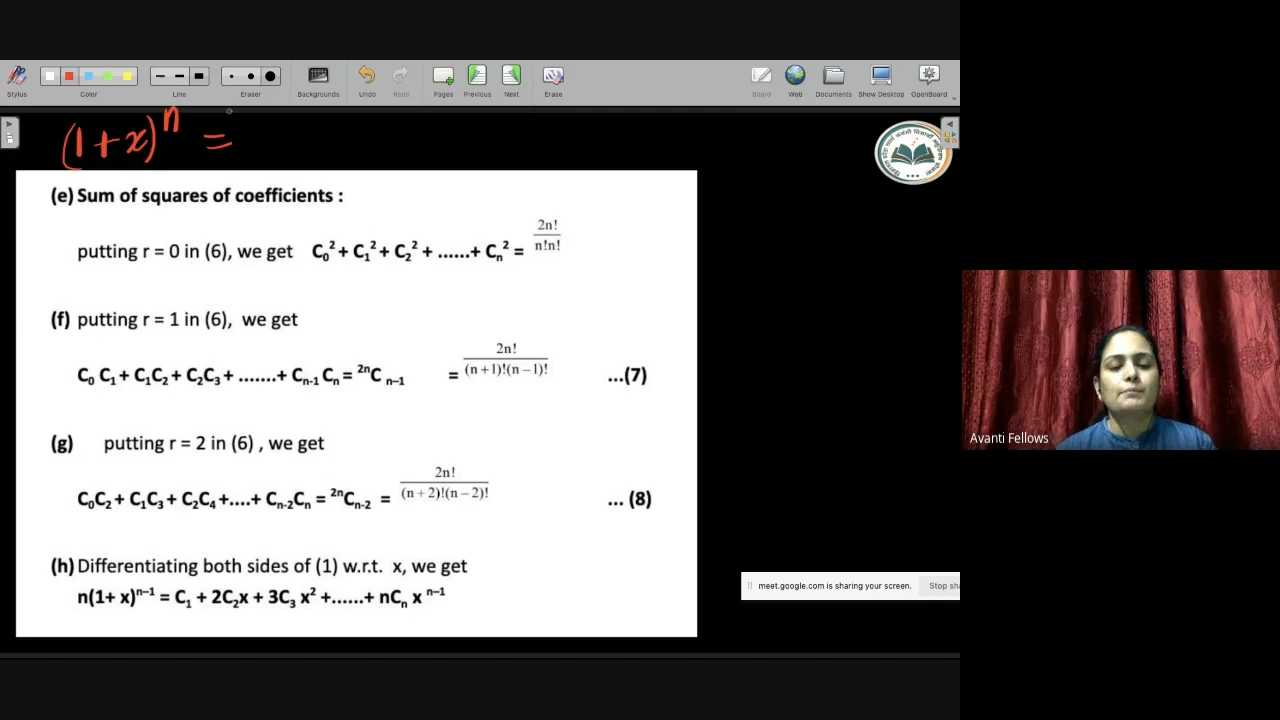 Stylus Color Line Eraser Backgrounds Undo Redo Pages Previous Next Erase Board Web Documents Show Desktop OpenBoard
(1+x)ⁿ =
(e) Sum of squares of coefficients :
putting r = 0 in (6), we get C₀² + C₁² + C₂² + ......+ Cₙ² = 2n! / n!n!
(f) putting r = 1 in (6), we get
C₀ C₁ + C₁C₂ + C₂C₃ + .......+ Cₙ₋₁ Cₙ = ²ⁿC ₙ₋₁ = 2n! / (n+1)!(n−1)! ...(7)
(g) putting r = 2 in (6) , we get
C₀C₂ + C₁C₃ + C₂C₄ +....+ Cₙ₋₂Cₙ = ²ⁿCₙ₋₂ = 2n! / (n+2)!(n−2)! ... (8)
(h) Differentiating both sides of (1) w.r.t. x, we get
n(1+ x)ⁿ⁻¹ = C₁ + 2C₂x + 3C₃ x² +......+ nCₙ x ⁿ⁻¹
Avanti Fellows
meet.google.com is sharing your screen. Stop sh